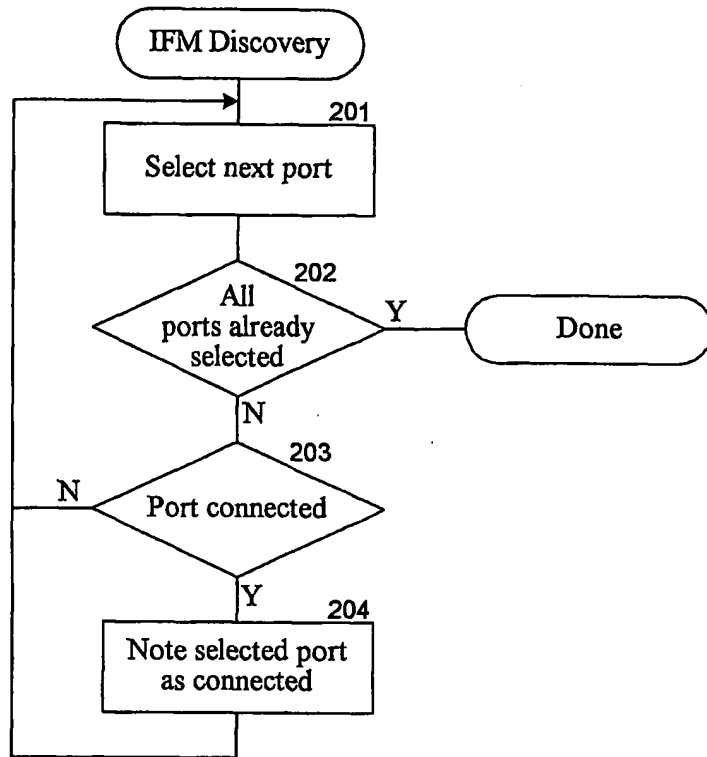 IFM Discovery
201
Select next port
202
All
ports already
selected
Y
Done
N
203
N
Port connected
Y
204
Note selected port
as connected